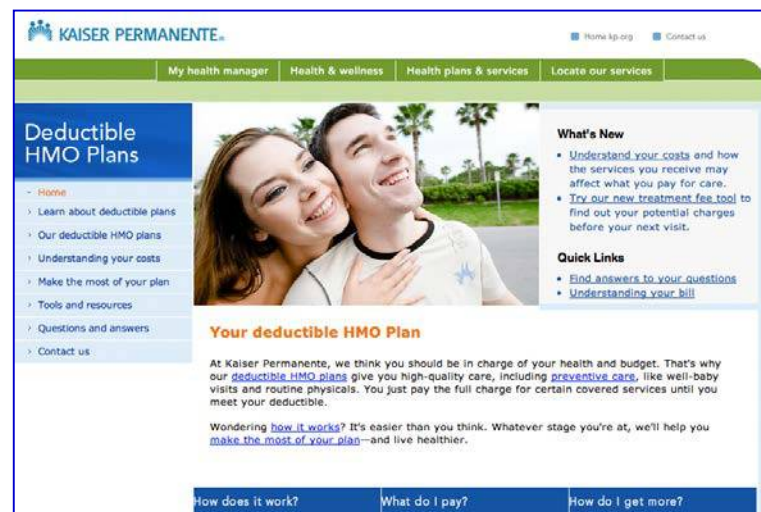 KAISER PERMANENTE®
Home kp.org
Contact us
My health manager
Health & wellness
Health plans & services
Locate our services
Deductible
HMO Plans
Home
Learn about deductible plans
Our deductible HMO plans
Understanding your costs
Make the most of your plan
Tools and resources
Questions and answers
Contact us
What's New
Understand your costs and how
the services you receive may
affect what you pay for care.
Try our new treatment fee tool to
find out your potential charges
before your next visit.
Quick Links
Find answers to your questions
Understanding your bill
Your deductible HMO Plan
At Kaiser Permanente, we think you should be in charge of your health and budget. That's why
our deductible HMO plans give you high-quality care, including preventive care, like well-baby
visits and routine physicals. You just pay the full charge for certain covered services until you
meet your deductible.
Wondering how it works? It's easier than you think. Whatever stage you're at, we'll help you
make the most of your plan—and live healthier.
How does it work?
What do I pay?
How do I get more?